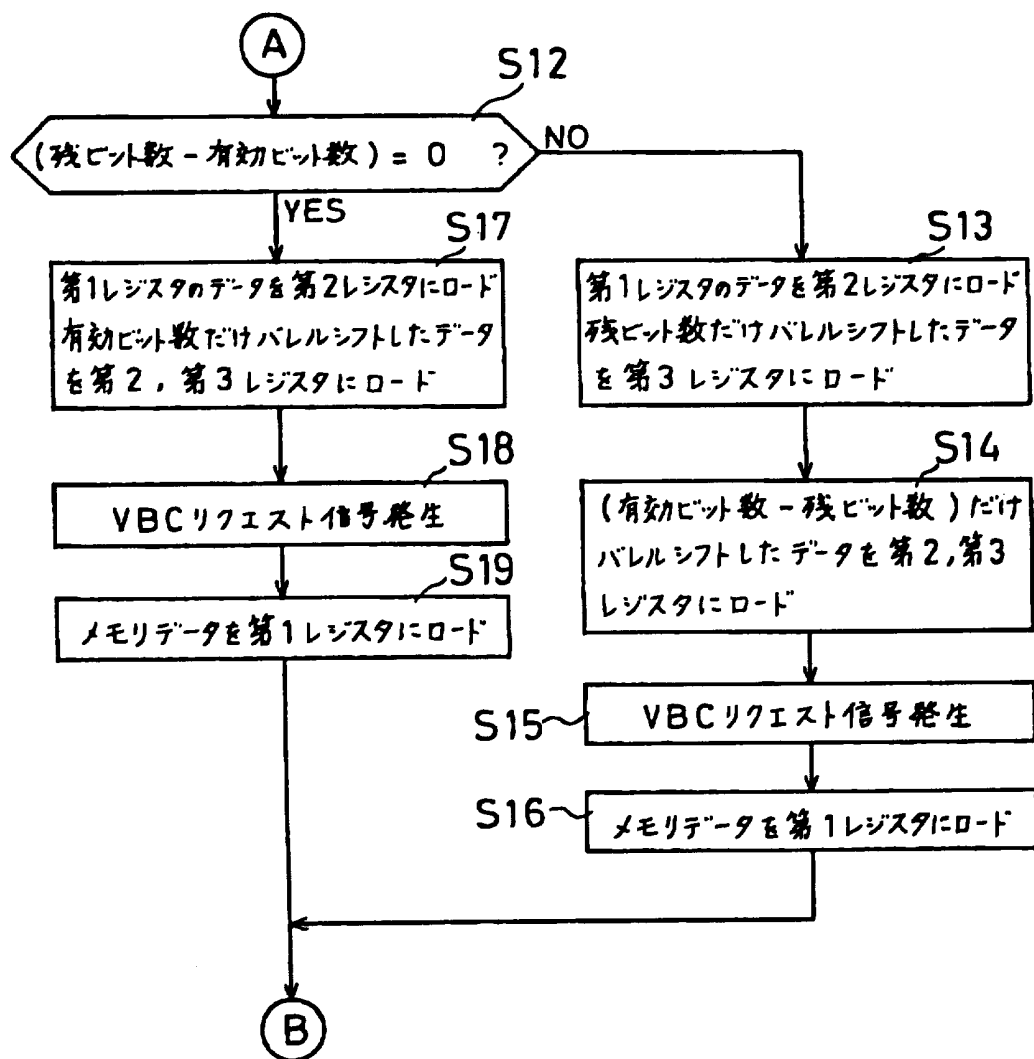 A
S12
(残ビット数-有効ビット数)=0 ?
NO
YES
S17
第1レジスタのデータを第2レジスタにロード
有効ビット数だけバレルシフトしたデータ
を第2,第3レジスタにロード
S18
VBCリクエスト信号発生
S19
メモリデータを第1レジスタにロード
S13
第1レジスタのデータを第2レジスタにロード
残ビット数だけバレルシフトしたデータ
を第3レジスタにロード
S14
(有効ビット数-残ビット数)だけ
バレルシフトしたデータを第2,第3
レジスタにロード
S15
VBCリクエスト信号発生
S16
メモリデータを第1レジスタにロード
B